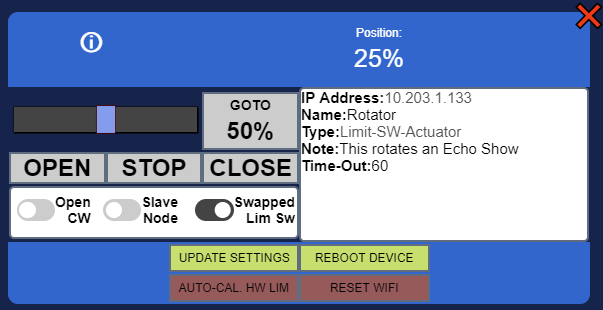 Position:
25%
GOTO
50%
OPEN STOP CLOSE
Open CW
Slave Node
Swapped Lim Sw
IP Address:10.203.1.133
Name:Rotator
Type:Limit-SW-Actuator
Note:This rotates an Echo Show
Time-Out:60
UPDATE SETTINGS REBOOT DEVICE
AUTO-CAL. HW LIM RESET WIFI